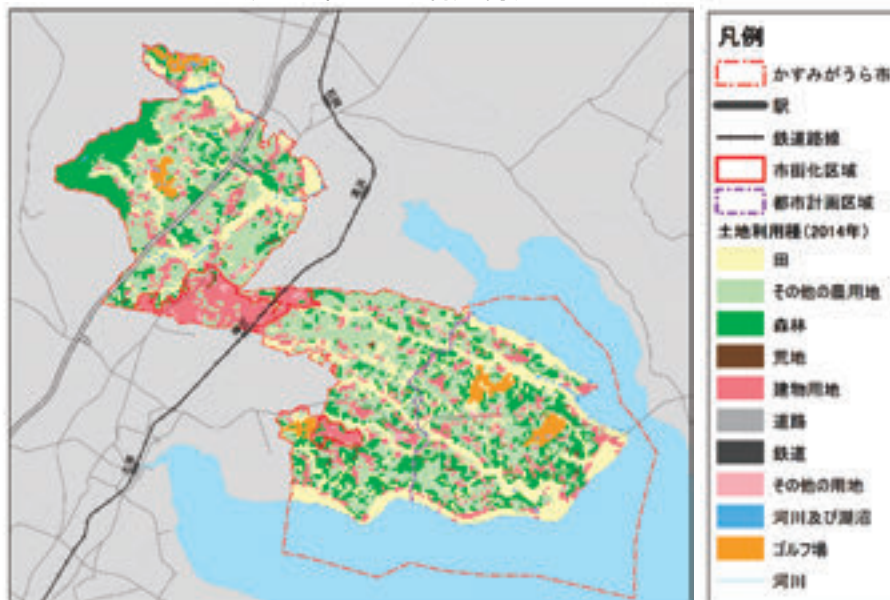 凡例
かすみがうら市
駅
鉄道路線
市街化区域
都市計画区域
土地利用種(2014年)
田
その他の農用地
森林
荒地
建物用地
道路
鉄道
その他の用地
河川及び湖沼
ゴルフ場
河川